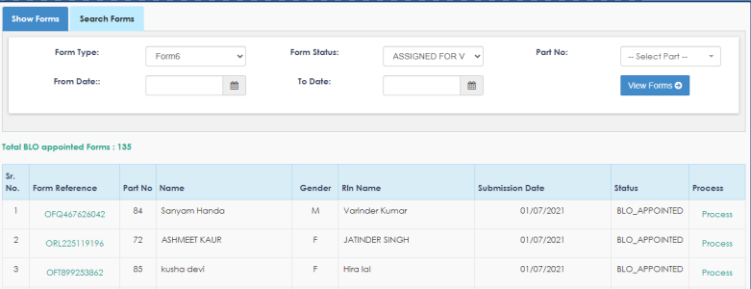 Show Forms Search Forms
Form Type: Form6 Form Status: ASSIGNED FOR V Part No: -- Select Part --
From Date:: To Date: View Forms
Total BLO appointed Forms : 135
Sr.
No. Form Reference Part No Name Gender Rln Name Submission Date Status Process
1 OFQ467626042 84 Sanyam Handa M Varinder Kumar 01/07/2021 BLO_APPOINTED Process
2 ORL225119196 72 ASHMEET KAUR F JATINDER SINGH 01/07/2021 BLO_APPOINTED Process
3 OFT899253862 85 kusha devi F Hira lal 01/07/2021 BLO_APPOINTED Process